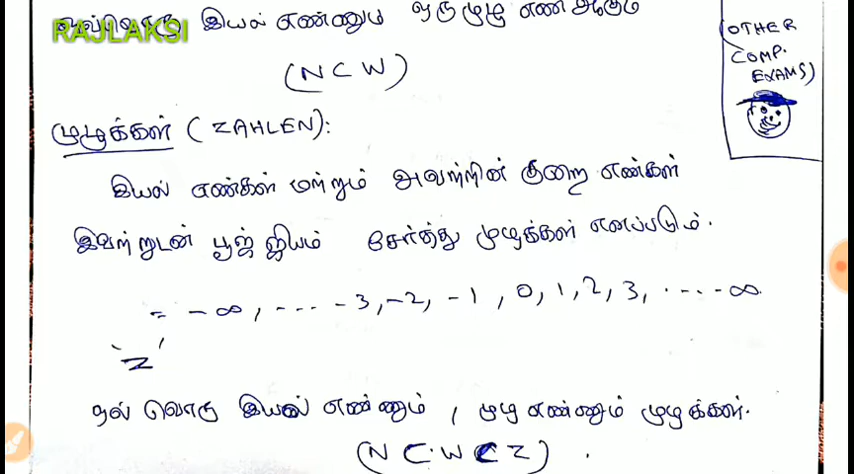 RAJLAKSI
ஒவ்வொரு இயல் எண்ணும் ஒரு முழு எண் ஆகும்
(N C W)
(OTHER
COMP.
EXAMS)
முழுக்கள் (ZAHLEN):
இயல் எண்கள் மற்றும் அவற்றின் குறை எண்கள்
இவற்றுடன் பூஜ்ஜியம் சேர்த்து முழுக்கள் எனப்படும்.
= -∞, .... -3, -2, -1, 0, 1, 2, 3, ..... ∞.
'Z'
ஒவ்வொரு இயல் எண்ணும், முழு எண்ணும் முழுக்கள்.
(N C W C Z).